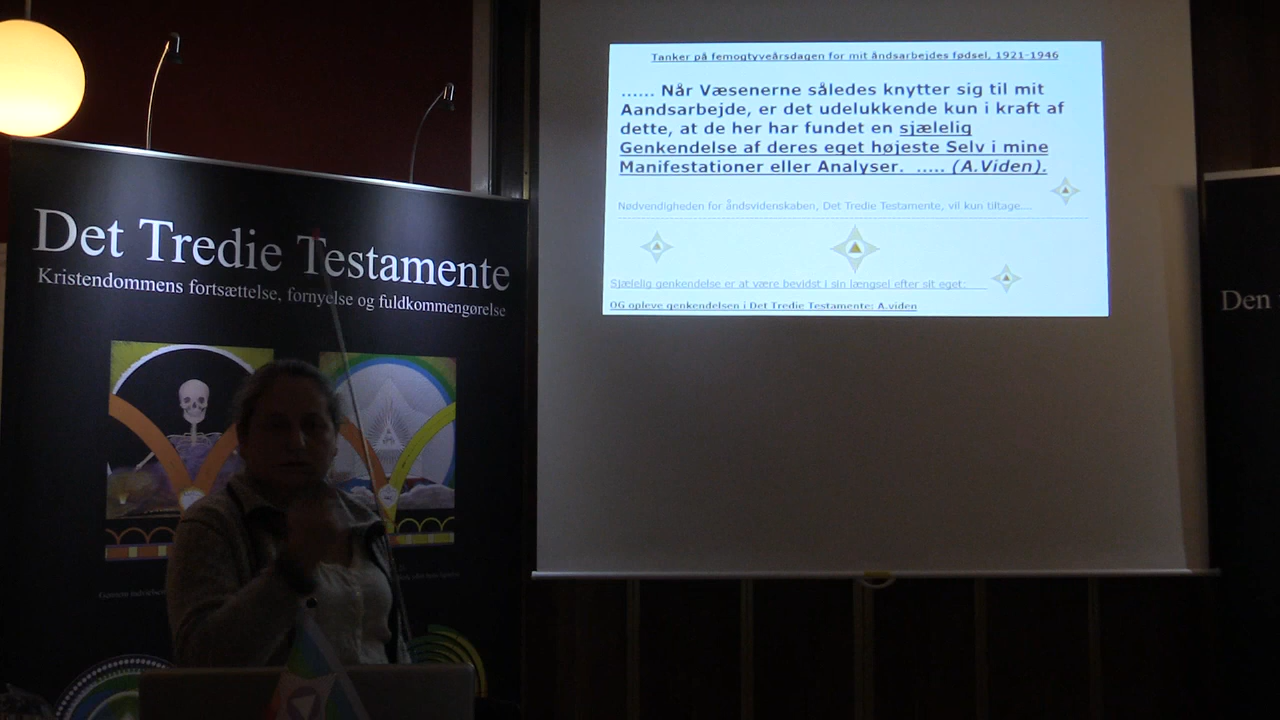 Det Tredie Testamente
Kristendommens fortsættelse, fornyelse og fuldkommengørelse
Tanker på femogtyveårsdagen for mit åndsarbejdes fødsel, 1921-1946
...... Når Væsenerne således knytter sig til mit
Aandsarbejde, er det udelukkende kun i kraft af
dette, at de her har fundet en sjælelig
Genkendelse af deres eget højeste Selv i mine
Manifestationer eller Analyser. ..... (A.Viden).
Nødvendigheden for åndsvidenskaben, Det Tredie Testamente, vil kun tiltage....
Sjælelig genkendelse er at være bevidst i sin længsel efter sit eget:
OG opleve genkendelsen i Det Tredie Testamente: A.viden
Den